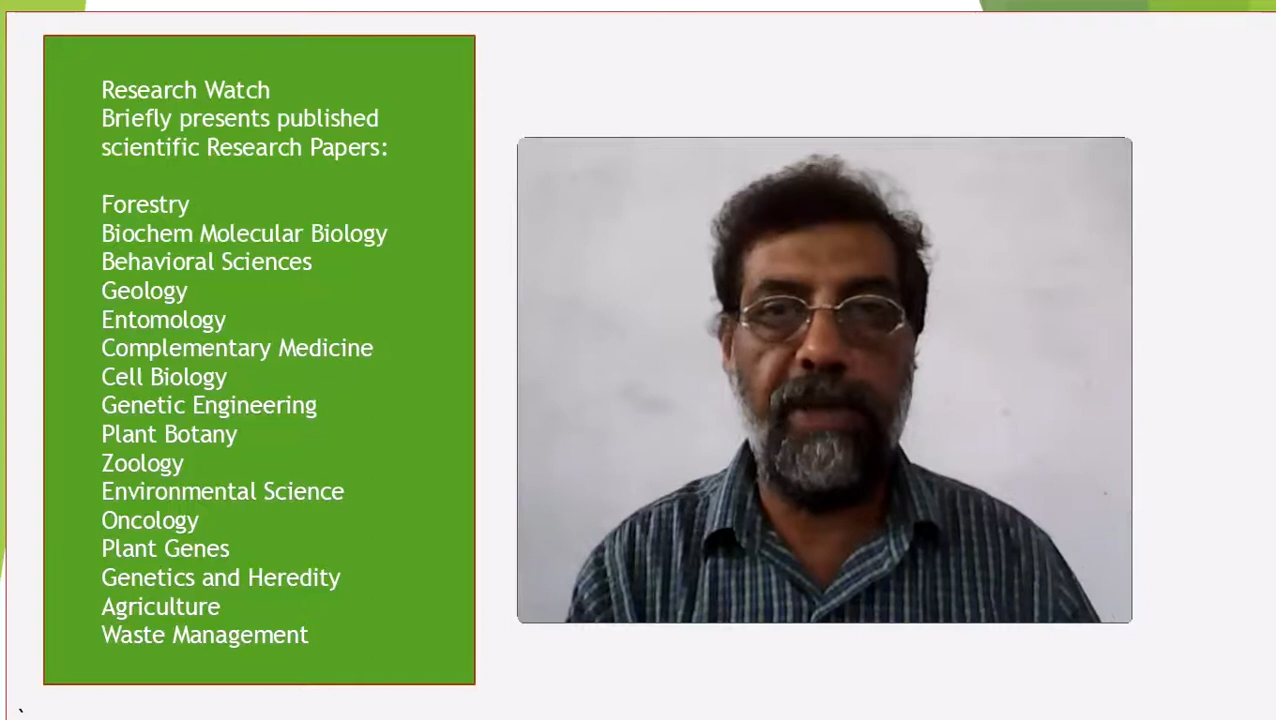 Research Watch
Briefly presents published
scientific Research Papers:
Forestry
Biochem Molecular Biology
Behavioral Sciences
Geology
Entomology
Complementary Medicine
Cell Biology
Genetic Engineering
Plant Botany
Zoology
Environmental Science
Oncology
Plant Genes
Genetics and Heredity
Agriculture
Waste Management
`